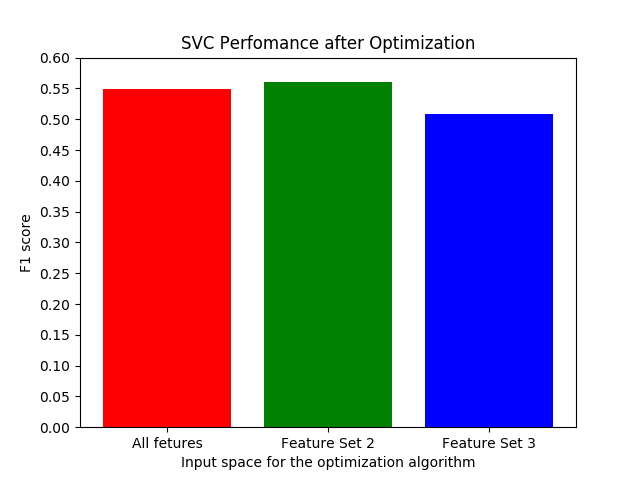 SVC Perfomance after Optimization
0.60
0.55
0.50
0.45
0.40
0.35
0.30
0.25
0.20
0.15
0.10
0.05
0.00
F1 score
All fetures
Feature Set 2
Feature Set 3
Input space for the optimization algorithm